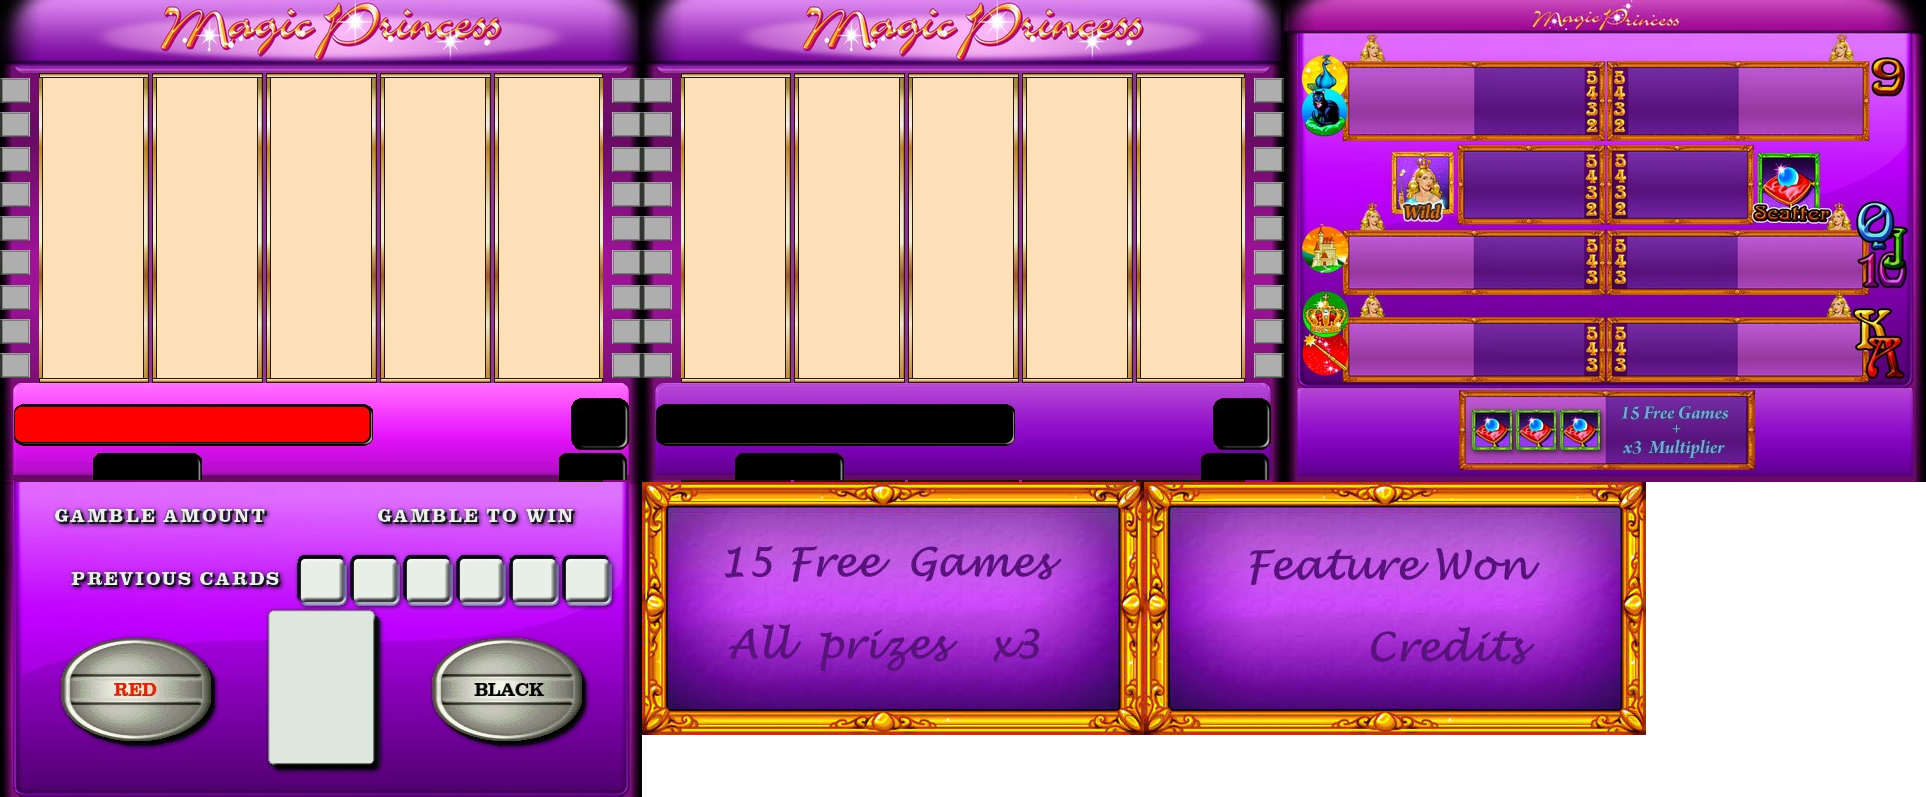 Magic Princess
Magic Princess
Magic Princess
9
5 5
4 4
3 3
2 2
Wild
5 5
4 4
3 3
2 2
Scatter
Q
J
10
5 5
4 4
3 3
K
A
5 5
4 4
3 3
15 Free Games
+
x3 Multiplier
GAMBLE AMOUNT
GAMBLE TO WIN
PREVIOUS CARDS
RED
BLACK
15 Free Games
All prizes x3
Feature Won
Credits